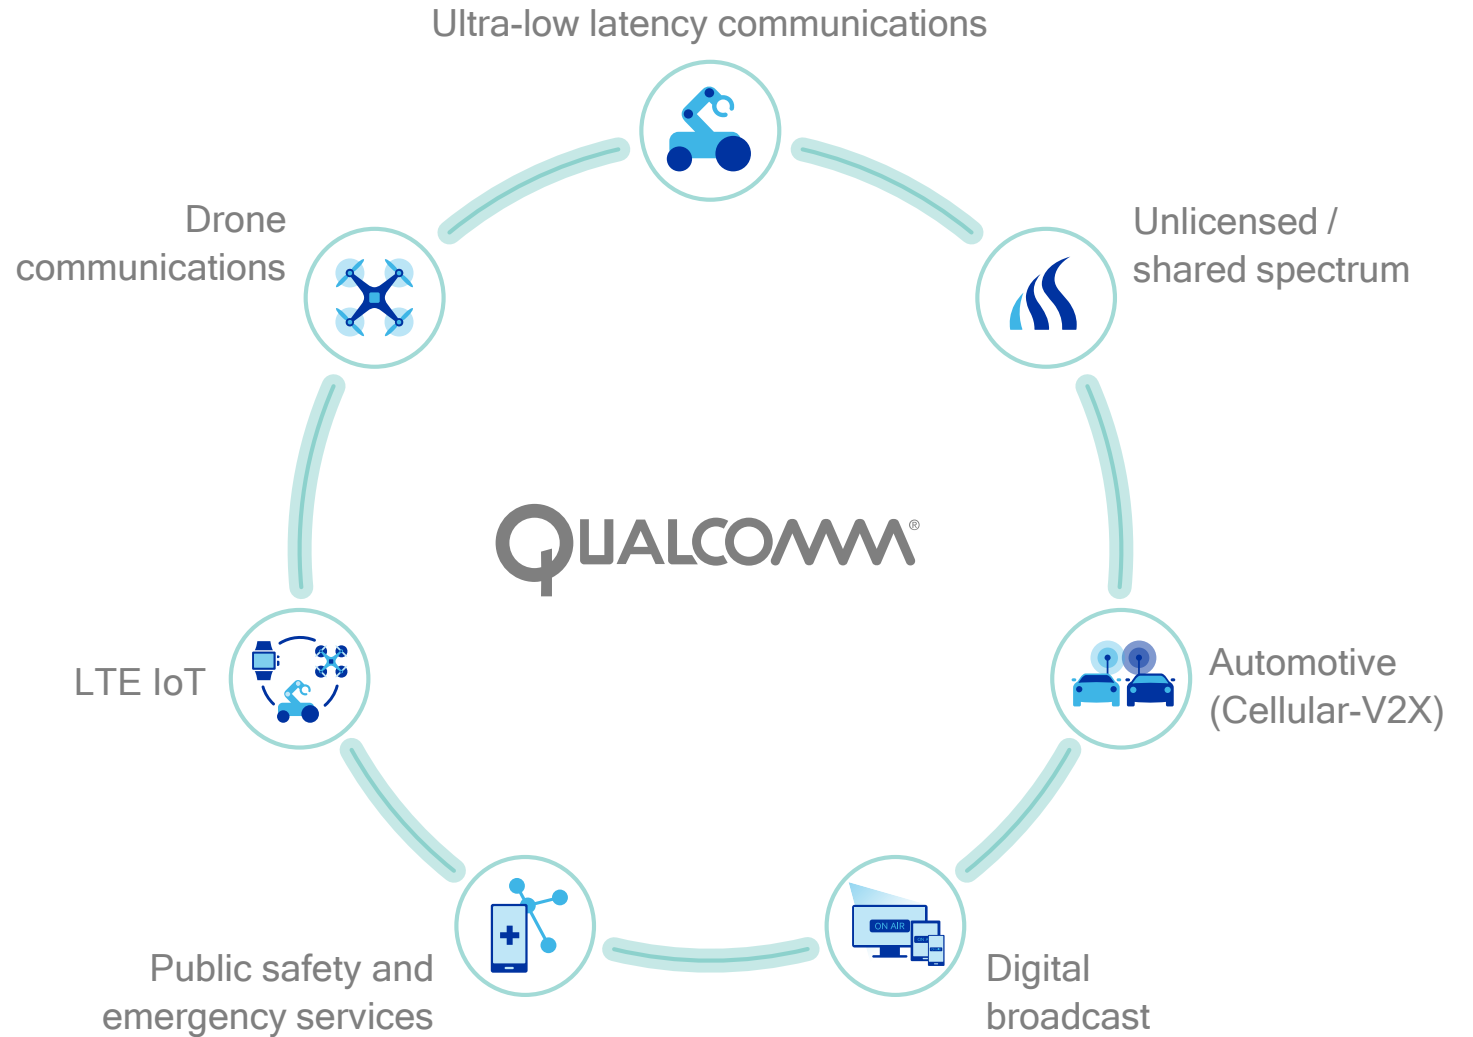 Ultra-low latency communications
Drone
communications
Unlicensed /
shared spectrum
QUALCOMM®
LTE IoT
Automotive
(Cellular-V2X)
ON AIR
Public safety and
emergency services
Digital
broadcast